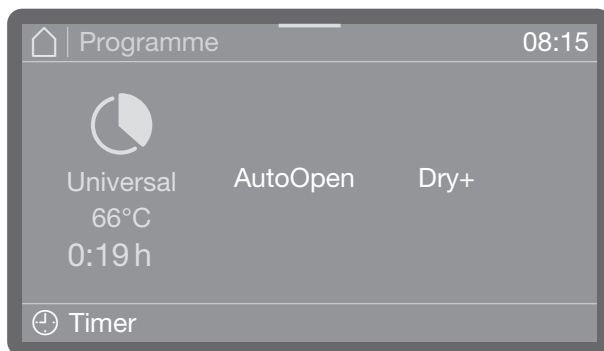 Programme 08:15
Universal AutoOpen Dry+
66°C
0:19 h
Timer